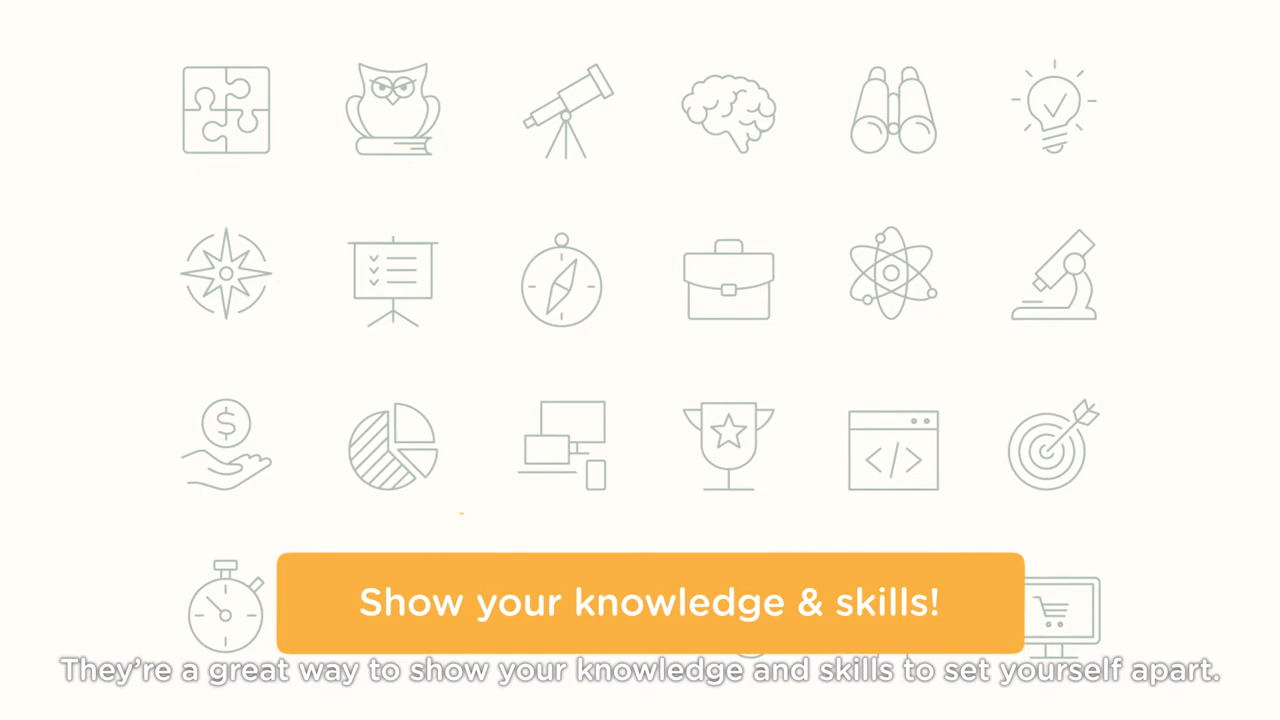 $
</>
Show your knowledge & skills!
They're a great way to show your knowledge and skills to set yourself apart.